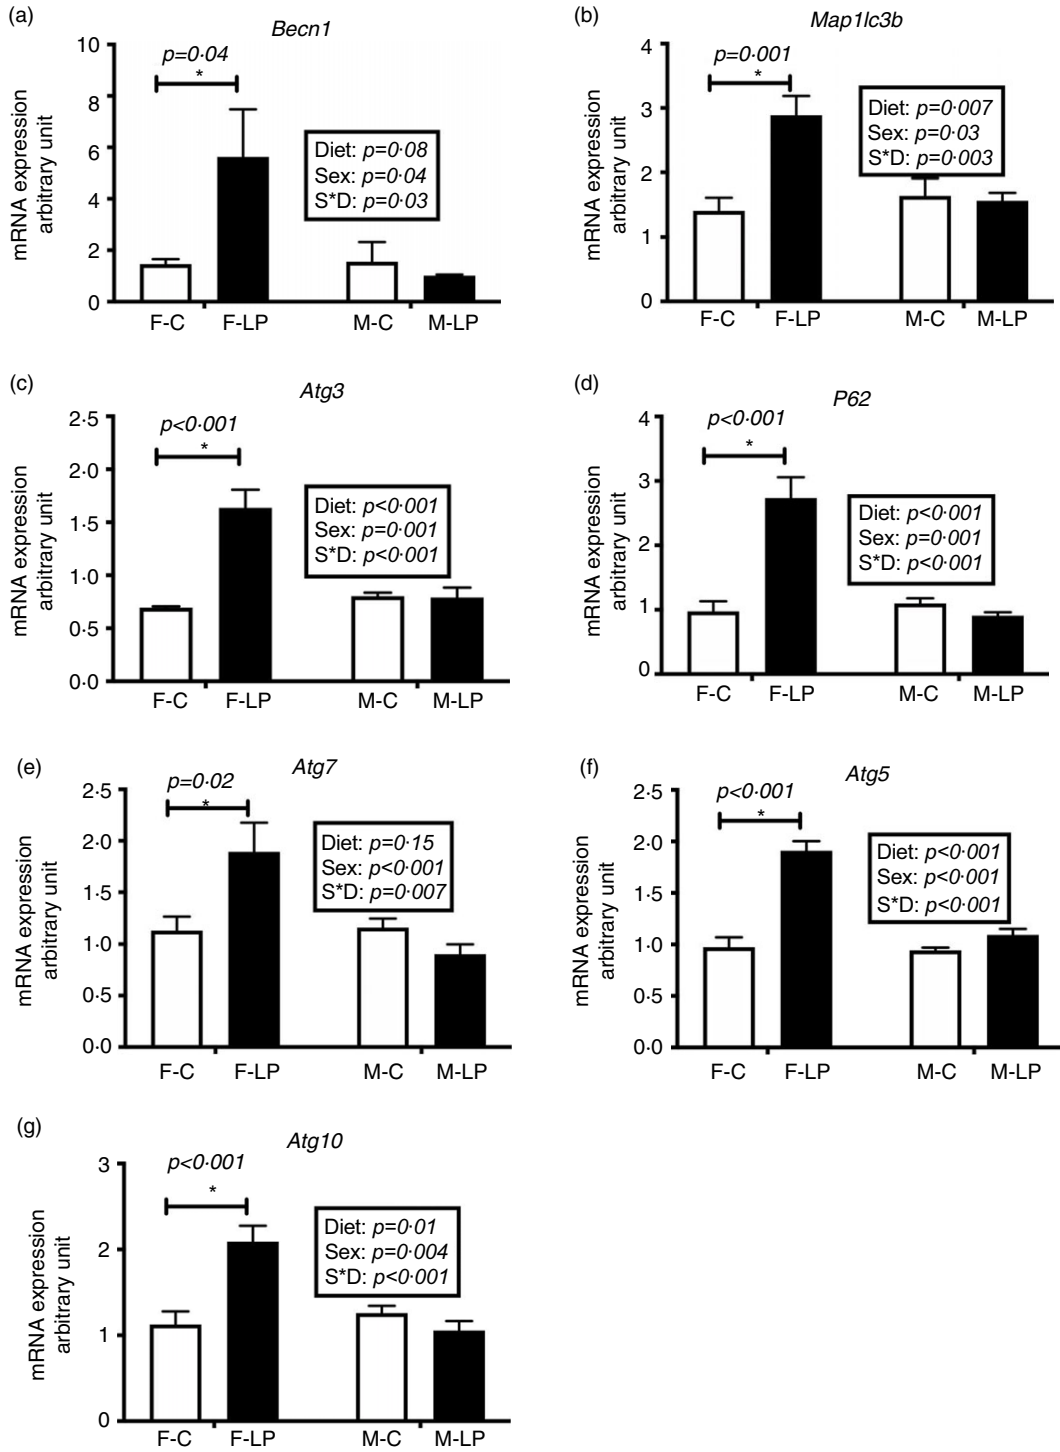 (a)
Becn1
mRNA expression
arbitrary unit
10
8
6
4
2
0
p=0·04
*
Diet: p=0·08
Sex: p=0·04
S*D: p=0·03
F-C F-LP M-C M-LP
(b)
Map1lc3b
mRNA expression
arbitrary unit
4
3
2
1
0
p=0·001
*
Diet: p=0·007
Sex: p=0·03
S*D: p=0·003
F-C F-LP M-C M-LP
(c)
Atg3
mRNA expression
arbitrary unit
2·5
2·0
1·5
1·0
0·5
0·0
p<0·001
*
Diet: p<0·001
Sex: p=0·001
S*D: p<0·001
F-C F-LP M-C M-LP
(d)
P62
mRNA expression
arbitrary unit
4
3
2
1
0
p<0·001
*
Diet: p<0·001
Sex: p=0·001
S*D: p<0·001
F-C F-LP M-C M-LP
(e)
Atg7
mRNA expression
arbitrary unit
2·5
2·0
1·5
1·0
0·5
0·0
p=0·02
*
Diet: p=0·15
Sex: p<0·001
S*D: p=0·007
F-C F-LP M-C M-LP
(f)
Atg5
mRNA expression
arbitrary unit
2·5
2·0
1·5
1·0
0·5
0·0
p<0·001
*
Diet: p<0·001
Sex: p<0·001
S*D: p<0·001
F-C F-LP M-C M-LP
(g)
Atg10
mRNA expression
arbitrary unit
3
2
1
0
p<0·001
*
Diet: p=0·01
Sex: p=0·004
S*D: p<0·001
F-C F-LP M-C M-LP